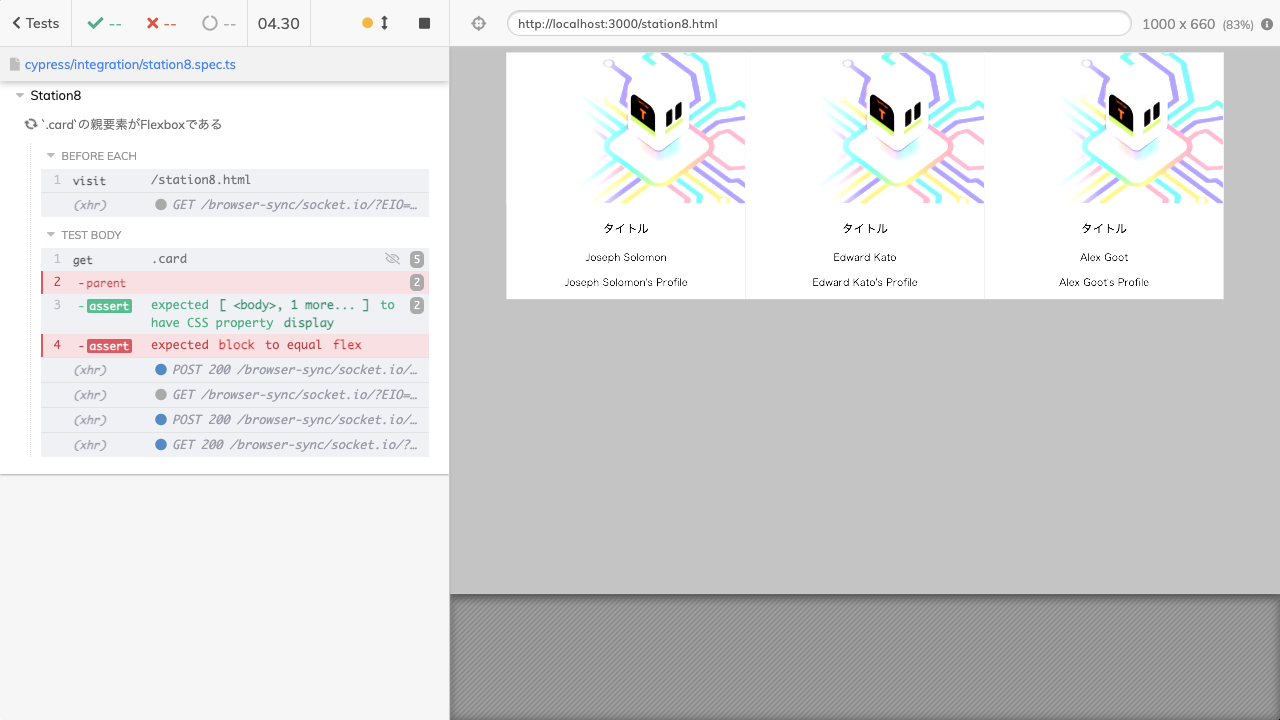 Tests
--
--
--
04.30
http://localhost:3000/station8.html
1000 x 660 (83%)
cypress/integration/station8.spec.ts
Station8
`.card`の親要素がFlexboxである
BEFORE EACH
1 visit /station8.html
(xhr) GET /browser-sync/socket.io/?EIO=…
TEST BODY
1 get .card 5
2 -parent 2
3 -assert expected [ <body>, 1 more... ] to 2
have CSS property display
4 -assert expected block to equal flex
(xhr) POST 200 /browser-sync/socket.io/…
(xhr) GET /browser-sync/socket.io/?EIO=…
(xhr) POST 200 /browser-sync/socket.io/…
(xhr) GET 200 /browser-sync/socket.io/?…
タイトル
Joseph Solomon
Joseph Solomon's Profile
タイトル
Edward Kato
Edward Kato's Profile
タイトル
Alex Goot
Alex Goot's Profile